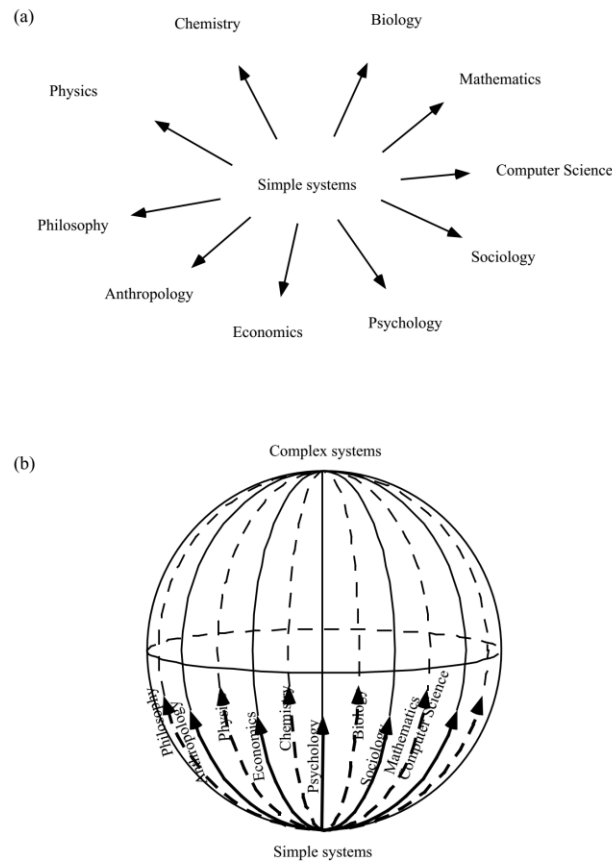 (a)
Chemistry
Biology
Physics
Mathematics
Simple systems
Computer Science
Philosophy
Sociology
Anthropology
Economics
Psychology
(b)
Complex systems
Philosophy
Anthropology
Physics
Economics
Chemistry
Psychology
Biology
Sociology
Mathematics
Computer Science
Simple systems